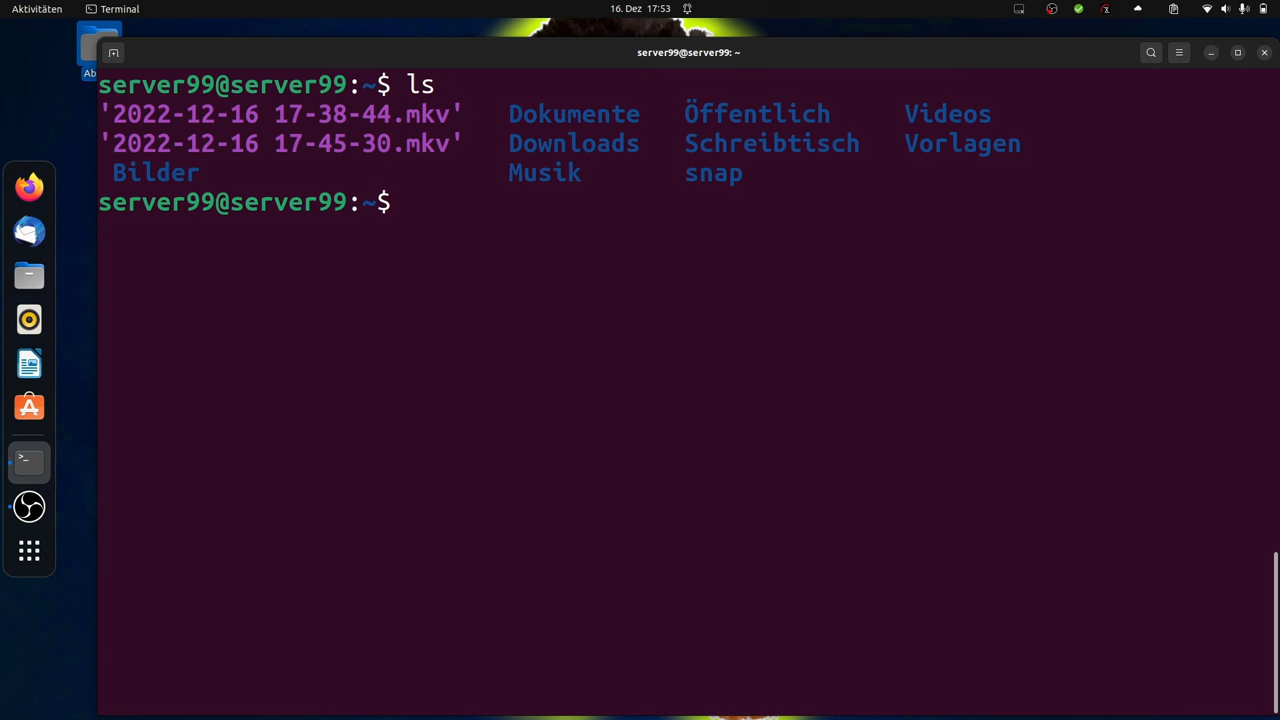 Aktivitäten Terminal 16. Dez 17:53
server99@server99: ~
Ab
server99@server99:~$ ls
'2022-12-16 17-38-44.mkv' Dokumente Öffentlich Videos
'2022-12-16 17-45-30.mkv' Downloads Schreibtisch Vorlagen
Bilder Musik snap
server99@server99:~$